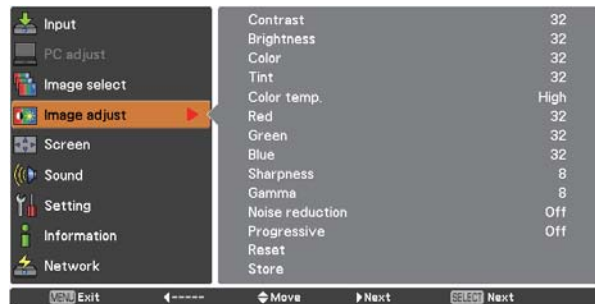 Input
PC adjust
Image select
Image adjust
Screen
Sound
Setting
Information
Network
Contrast 32
Brightness 32
Color 32
Tint 32
Color temp. High
Red 32
Green 32
Blue 32
Sharpness 8
Gamma 8
Noise reduction Off
Progressive Off
Reset
Store
MENU Exit ◀----- Move ▶Next SELECT Next